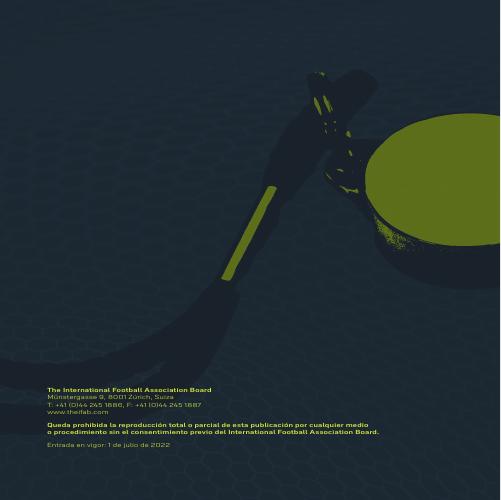 The International Football Association Board
Münstergasse 9, 8001 Zürich, Suiza
T: +41 (0)44 245 1886, F: +41 (0)44 245 1887
www.theifab.com
Queda prohibida la reproducción total o parcial de esta publicación por cualquier medio
o procedimiento sin el consentimiento previo del International Football Association Board.
Entrada en vigor: 1 de julio de 2022